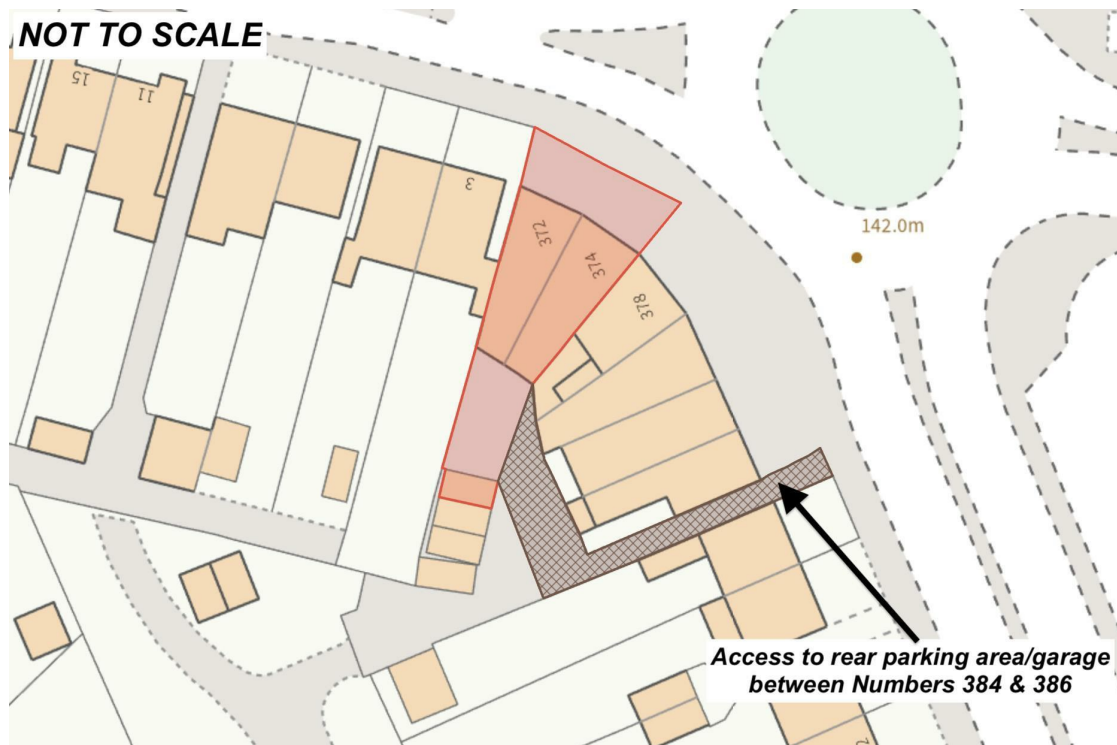 NOT TO SCALE
15
11
3
372
374
378
142.0m
Access to rear parking area/garage
between Numbers 384 & 386